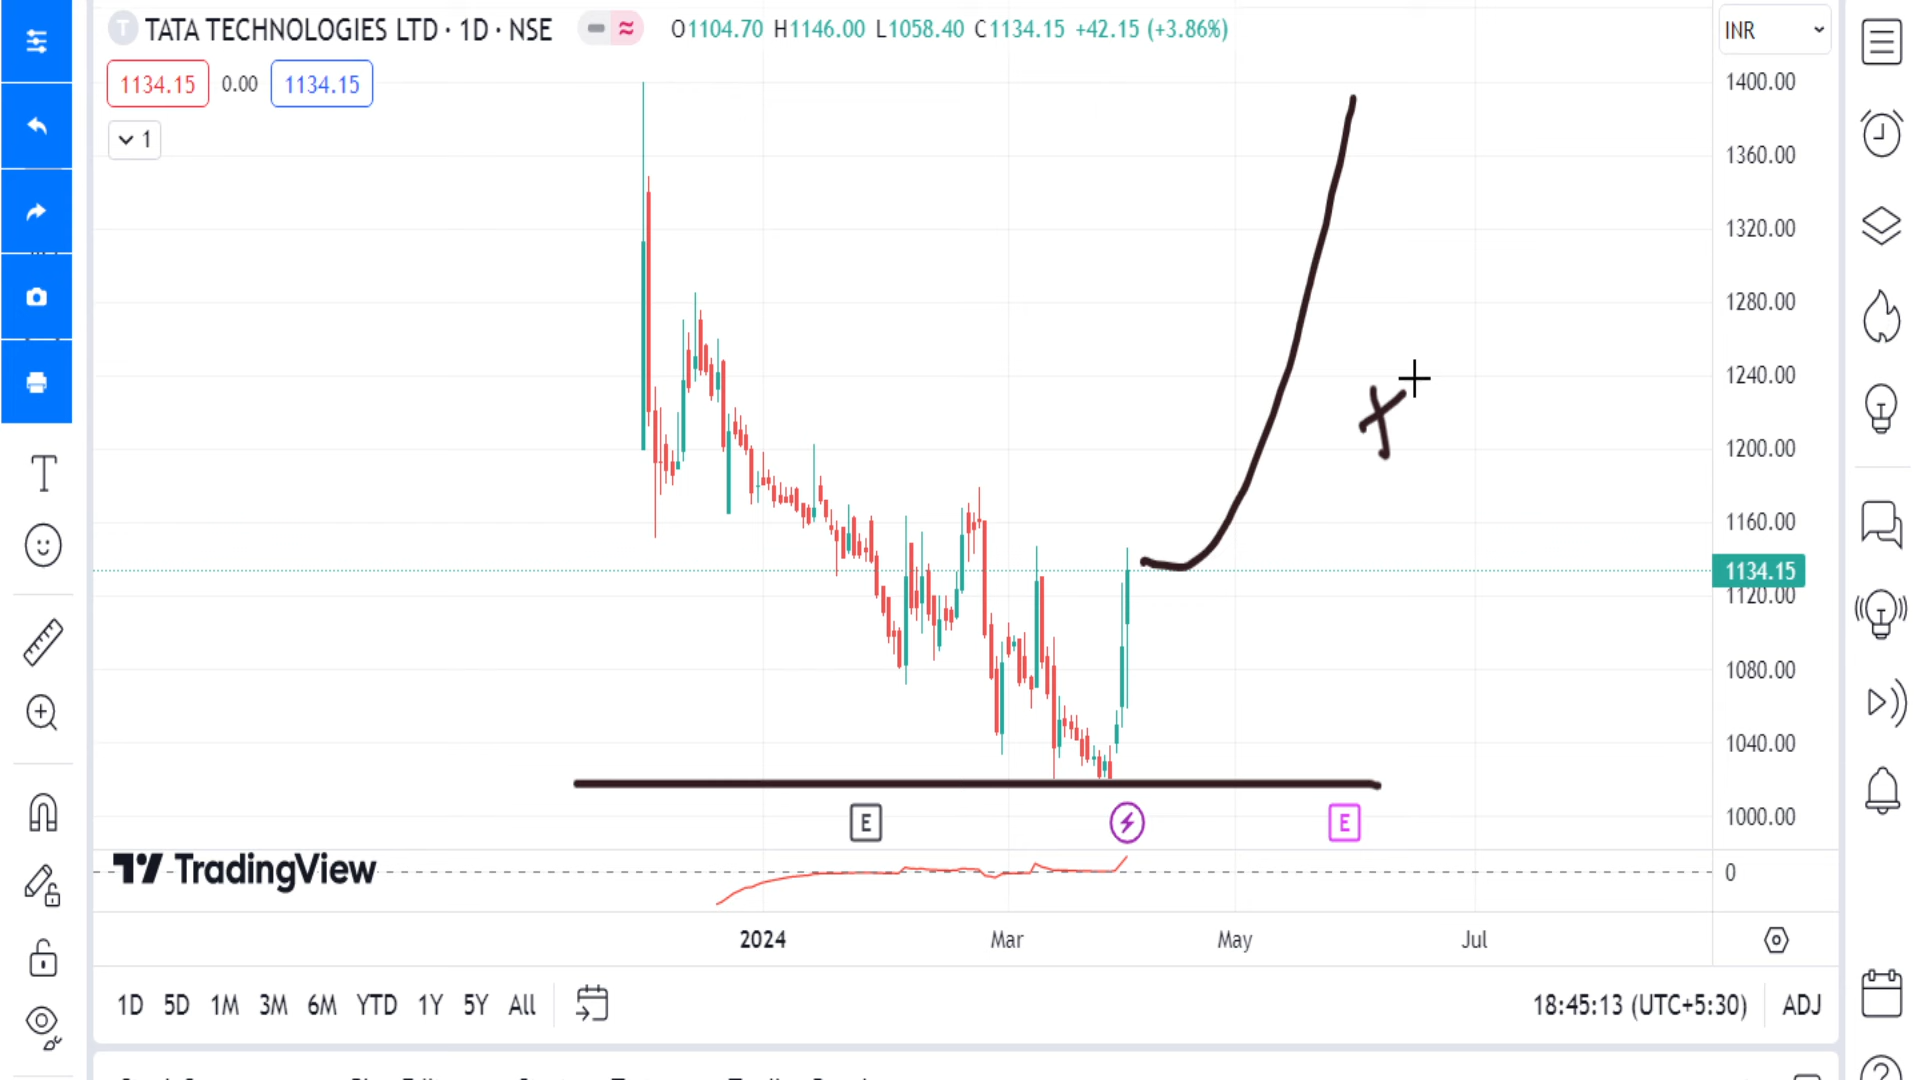 TATA TECHNOLOGIES LTD · 1D · NSE
O1104.70 H1146.00 L1058.40 C1134.15 +42.15 (+3.86%)
INR
1134.15 0.00 1134.15
1
1400.00
1360.00
1320.00
1280.00
1240.00
1200.00
1160.00
1134.15
1120.00
1080.00
1040.00
1000.00
X
E
E
TradingView
0
2024 Mar May Jul
1D 5D 1M 3M 6M YTD 1Y 5Y All
18:45:13 (UTC+5:30) ADJ